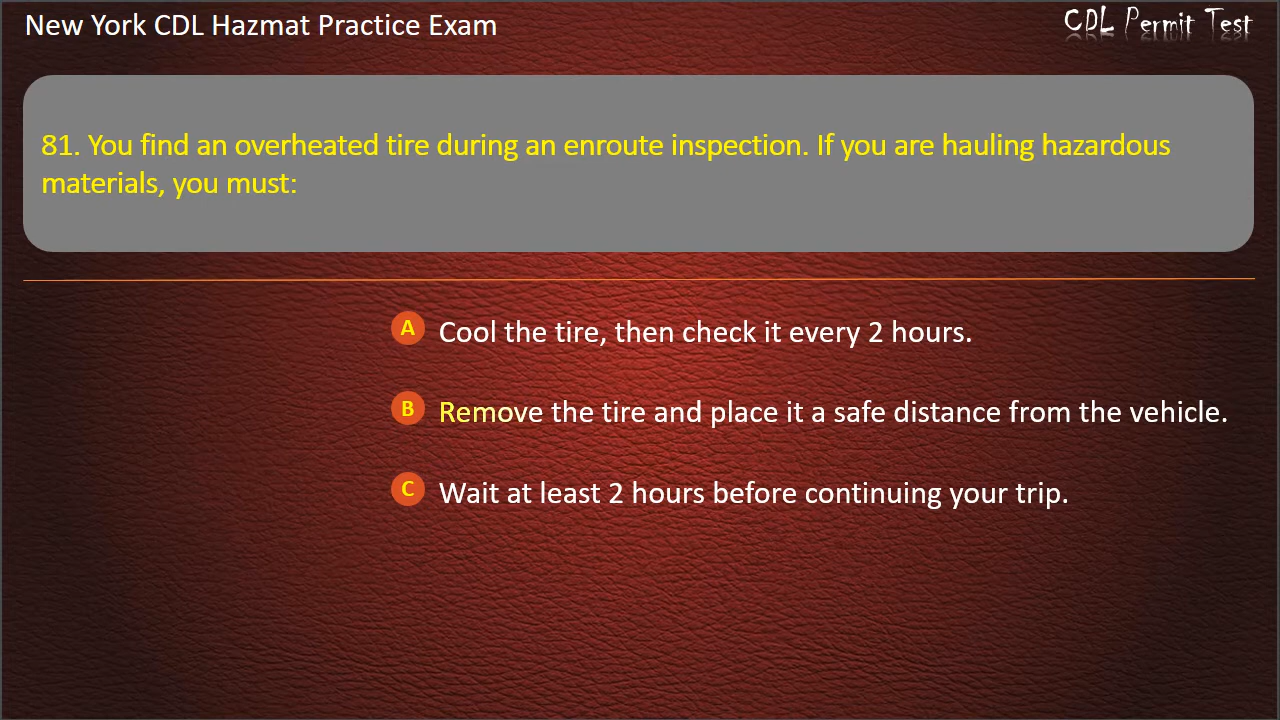 New York CDL Hazmat Practice Exam
CDL Permit Test
81. You find an overheated tire during an enroute inspection. If you are hauling hazardous
materials, you must:
A Cool the tire, then check it every 2 hours.
B Remove the tire and place it a safe distance from the vehicle.
C Wait at least 2 hours before continuing your trip.